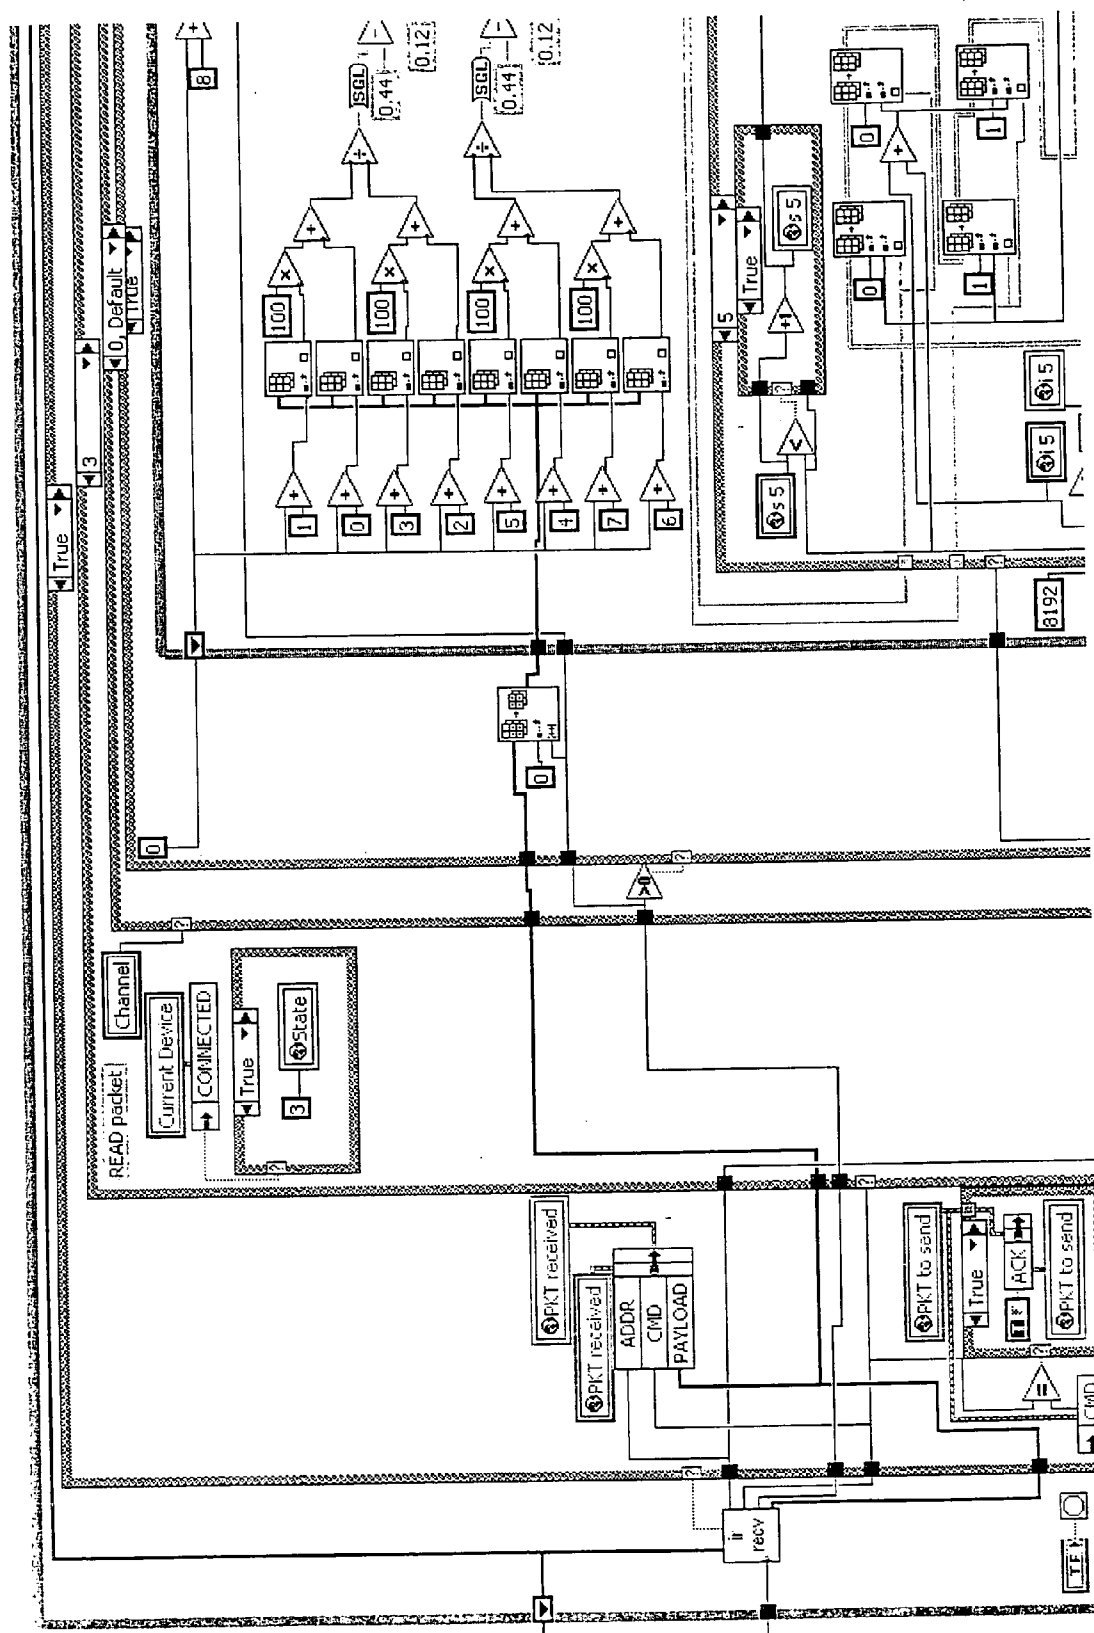 True
3
0, Default
True
8
+
0
Channel
Current Device
CONNECTED
READ packet
True
State
3
?
100
100
100
100
1
0
3
2
5
4
7
6
SGL
0.44
0.12
SGL
0.44
0.12
0
>0
?
5
True
s 5
+1
s 5
<
?
0
1
0
1
i 5
i 5
8192
?
PKT received
PKT received
ADDR
CMD
PAYLOAD
?
?
PKT to send
True
ACK
PKT to send
?
=
CMD
ir
recv
TF